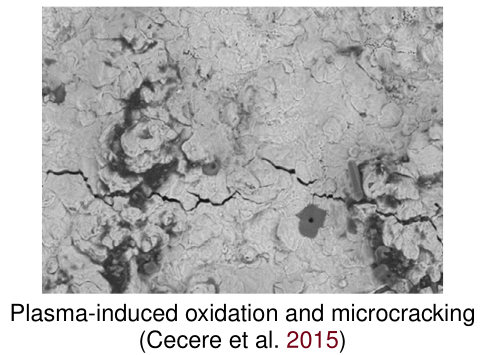 Plasma-induced oxidation and microcracking
(Cecere et al. 2015)